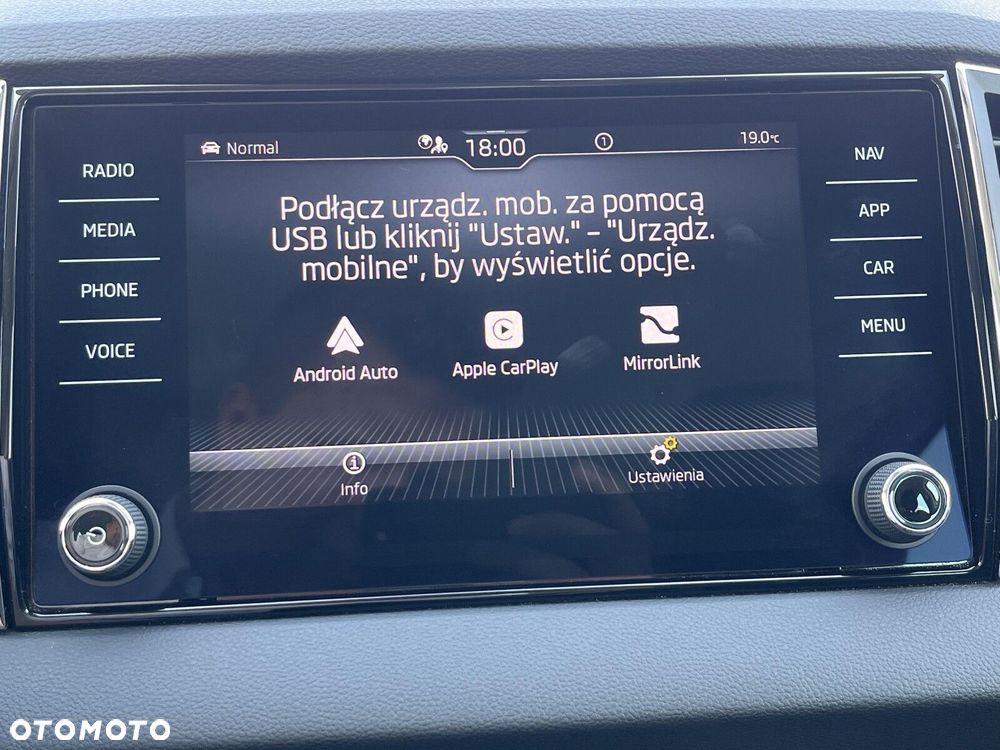 Normal
18:00
1
19.0°C
RADIO
MEDIA
PHONE
VOICE
Podłącz urządz. mob. za pomocą
USB lub kliknij "Ustaw." – "Urządz.
mobilne", by wyświetlić opcje.
Android Auto
Apple CarPlay
MirrorLink
Info
Ustawienia
NAV
APP
CAR
MENU
OTOMOTO